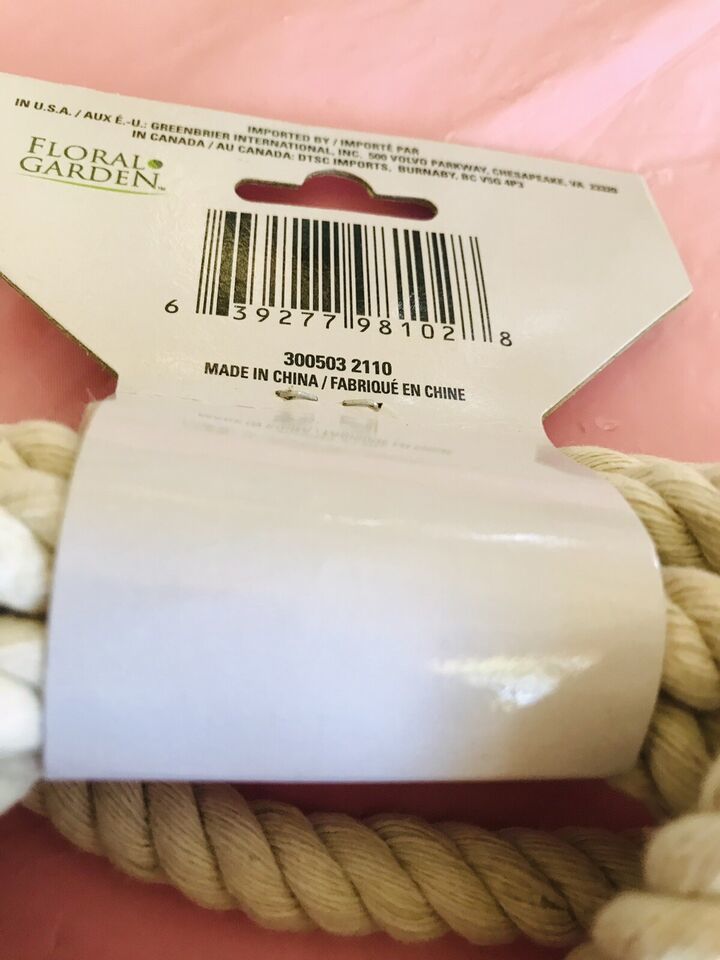 IMPORTED BY / IMPORTÉ PAR
IN U.S.A. / AUX É.-U.: GREENBRIER INTERNATIONAL, INC. 500 VOLVO PARKWAY, CHESAPEAKE, VA 23320
IN CANADA / AU CANADA: DTSC IMPORTS, BURNABY, BC V5G 4P3
FLORAL
GARDEN™
6 39277 98102 8
300503 2110
MADE IN CHINA / FABRIQUÉ EN CHINE